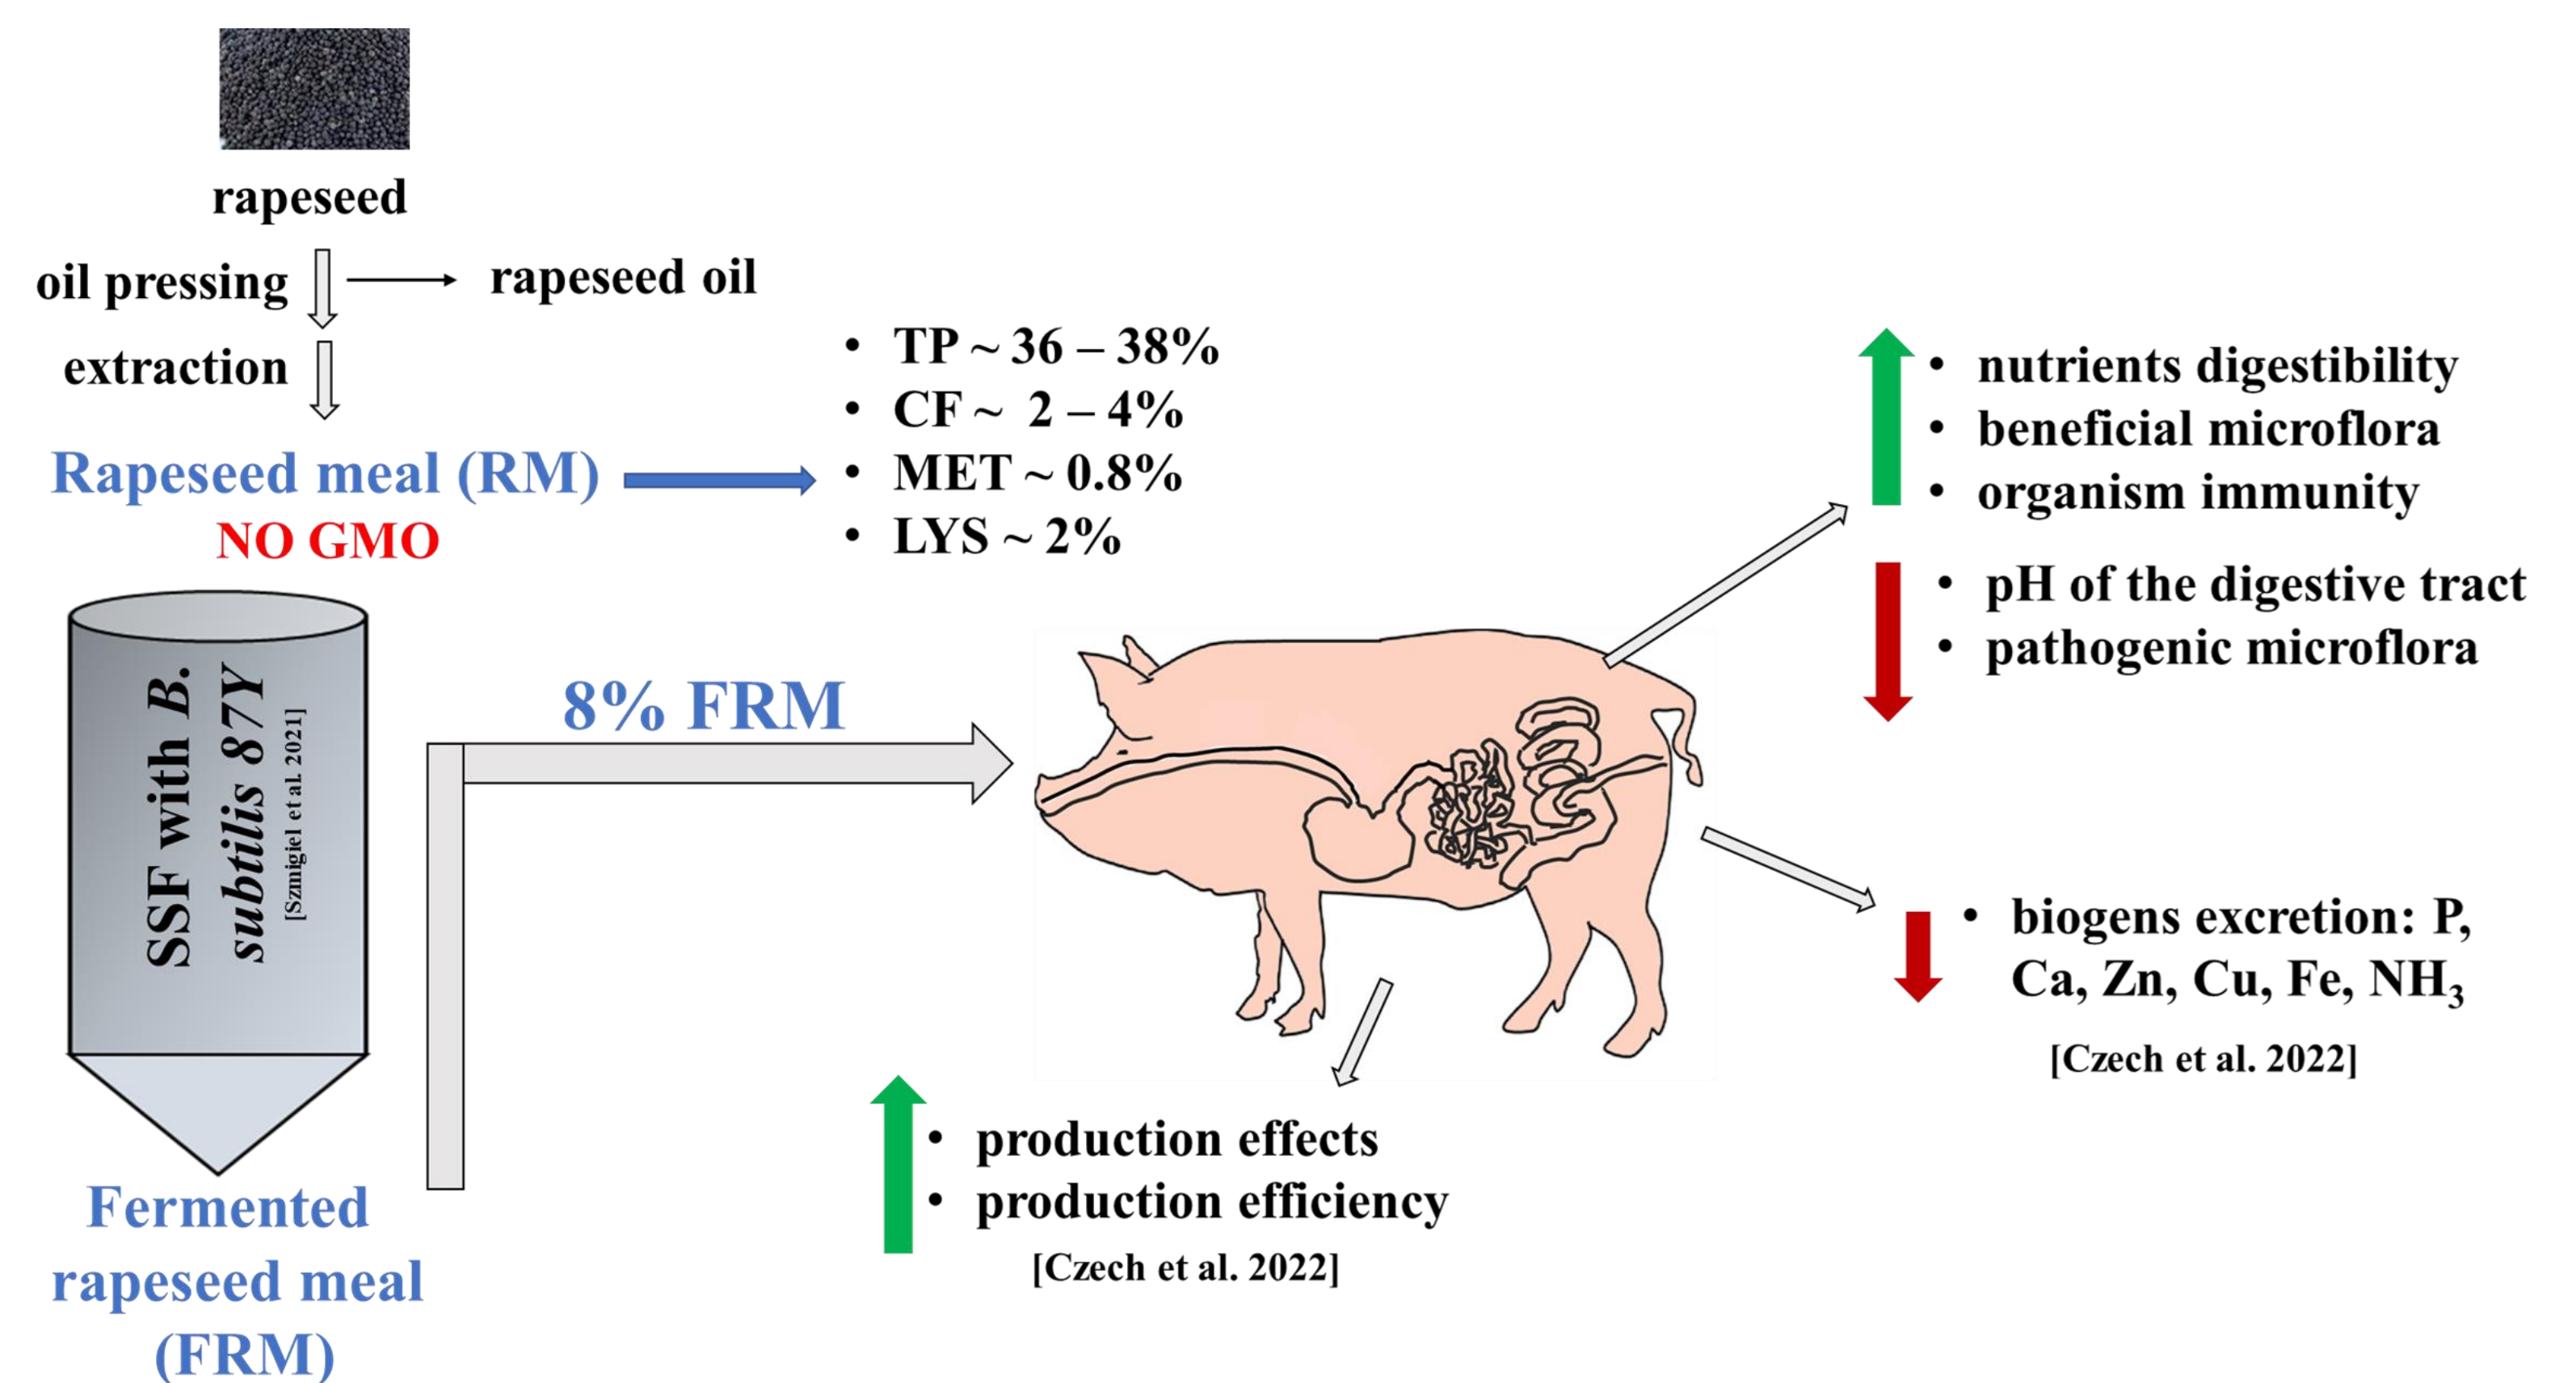 rapeseed
oil pressing
rapeseed oil
extraction
Rapeseed meal (RM)
NO GMO
• TP ~ 36 – 38%
• CF ~ 2 – 4%
• MET ~ 0.8%
• LYS ~ 2%
SSF with B.
subtilis 87Y
[Szmigiel et al. 2021]
Fermented
rapeseed meal
(FRM)
8% FRM
• nutrients digestibility
• beneficial microflora
• organism immunity
• pH of the digestive tract
• pathogenic microflora
• biogens excretion: P,
Ca, Zn, Cu, Fe, NH₃
[Czech et al. 2022]
• production effects
• production efficiency
[Czech et al. 2022]